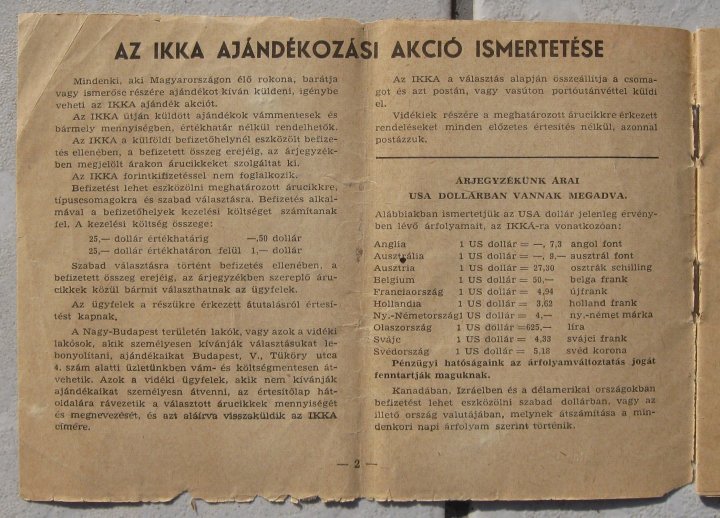 AZ IKKA AJÁNDÉKOZÁSI AKCIÓ ISMERTETÉSE
Mindenki, aki Magyarországon élő rokona, barátja
vagy ismerőse részére ajándékot kíván küldeni, igénybe
veheti az IKKA ajándék akciót.
Az IKKA útján küldött ajándékok vámmentesek és
bármely mennyiségben, értékhatár nélkül rendelhetők.
Az IKKA a külföldi befizetőhelynél eszközölt befize-
tés ellenében, a befizetett összeg erejéig, az árjegyzék-
ben megjelölt árakon árucikkeket szolgáltat ki.
Az IKKA forintkifizetéssel nem foglalkozik.
Befizetést lehet eszközölni meghatározott árucikkre,
típuscsomagokra és szabad választásra. Befizetés alkal-
mával a befizetőhelyek kezelési költséget számítanak
fel. A kezelési költség összege:
25,— dollár értékhatárig —,50 dollár
25,— dollár értékhatáron felül 1,— dollár.
Szabad választásra történt befizetés ellenében, a
befizetett összeg erejéig, az árjegyzékben szereplő áru-
cikkek közül bármit választhatnak az ügyfelek.
Az ügyfelek a részükre érkezett átutalásról értesí-
tést kapnak,
A Nagy-Budapest területén lakók, vagy azok a vidéki
lakósok, akik személyesen kívánják választásukat le-
bonyolítani, ajándékaikat Budapest, V., Tüköry utca
4. szám alatti üzletünkben vám- és költségmentesen át-
vehetik. Azok a vidéki ügyfelek, akik nem kívánják
ajándékaikat személyesen átvenni, az értesítőlap hát-
oldalára rávezetik a választott árucikkek mennyiségét
és megnevezését, és azt aláírva visszaküldik az IKKA
címére.
Az IKKA a választás alapján összeállítja a csoma-
got és azt postán, vagy vasúton portóutánvéttel küldi
el.
Vidékiek részére a meghatározott árucikkre érkezett
rendeléseket minden előzetes értesítés nélkül, azonnal
postázzuk.
ÁRJEGYZÉKÜNK ÁRAI
USA DOLLÁRBAN VANNAK MEGADVA.
Alábbiakban ismertetjük az USA dollár jelenleg érvény-
ben lévő árfolyamait, az IKKÁ-ra vonatkozóan:
Anglia 1 US dollár = —, 7,3 angol font
Ausztrália 1 US dollár = —, 9,— ausztrál font
Ausztria 1 US dollár = 27,30 osztrák schilling
Belgium 1 US dollár = 50,— belga frank
Franciaország 1 US dollár = 4,94 újfrank
Hollandia 1 US dollár = 3,62 holland frank
Ny.-Németország 1 US dollár = 4,— ny.-német márka
Olaszország 1 US dollár =625,— líra
Svájc 1 US dollár = 4,33 svájci frank
Svédország 1 US dollár = 5,18 svéd korona
Pénzügyi hatóságaink az árfolyamváltoztatás jogát
fenntartják maguknak.
Kanadában, Izráelben és a délamerikai országokban
befizetést lehet eszközölni szabad dollárban, vagy az
illető ország valutájában, melynek átszámítása a min-
denkori napi árfolyam szerint történik.
— 2 —